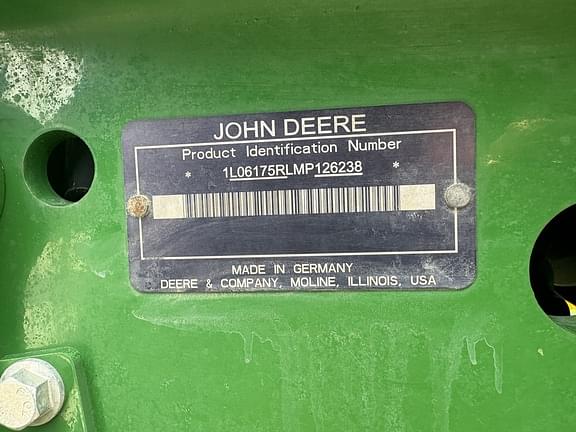 JOHN DEERE
Product Identification Number
* 1L06175RLMP126238 *
MADE IN GERMANY
DEERE & COMPANY, MOLINE, ILLINOIS, USA